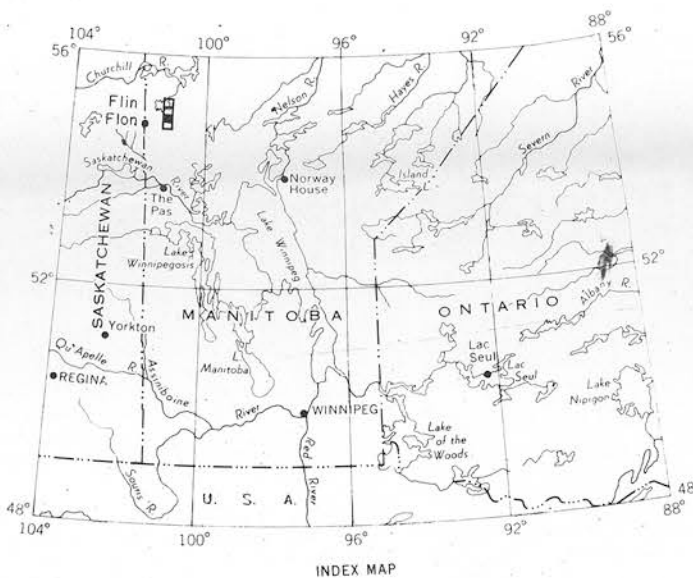 88°
100° 96° 92° 56°
56°
Churchill R.
Nelson R.
Hayes R.
River
Severn
Flin
Flon
Saskatchewan
River
Norway
House
Island
L.
The
Pas
Lake Winnipeg
SASKATCHEWAN
Lake
Winnipegosis
52° 52°
MANITOBA ONTARIO
Albany R.
Yorkton
Lac
Seul
Lac
Seul
Qu'Apelle
R.
REGINA
Assiniboine
River
L.
Manitoba
WINNIPEG
Lake
Nipigon
Lake
of the
Woods
Red
River
Souris R.
U. S. A.
48° 48°
104° 100° 96° 92° 88°
INDEX MAP